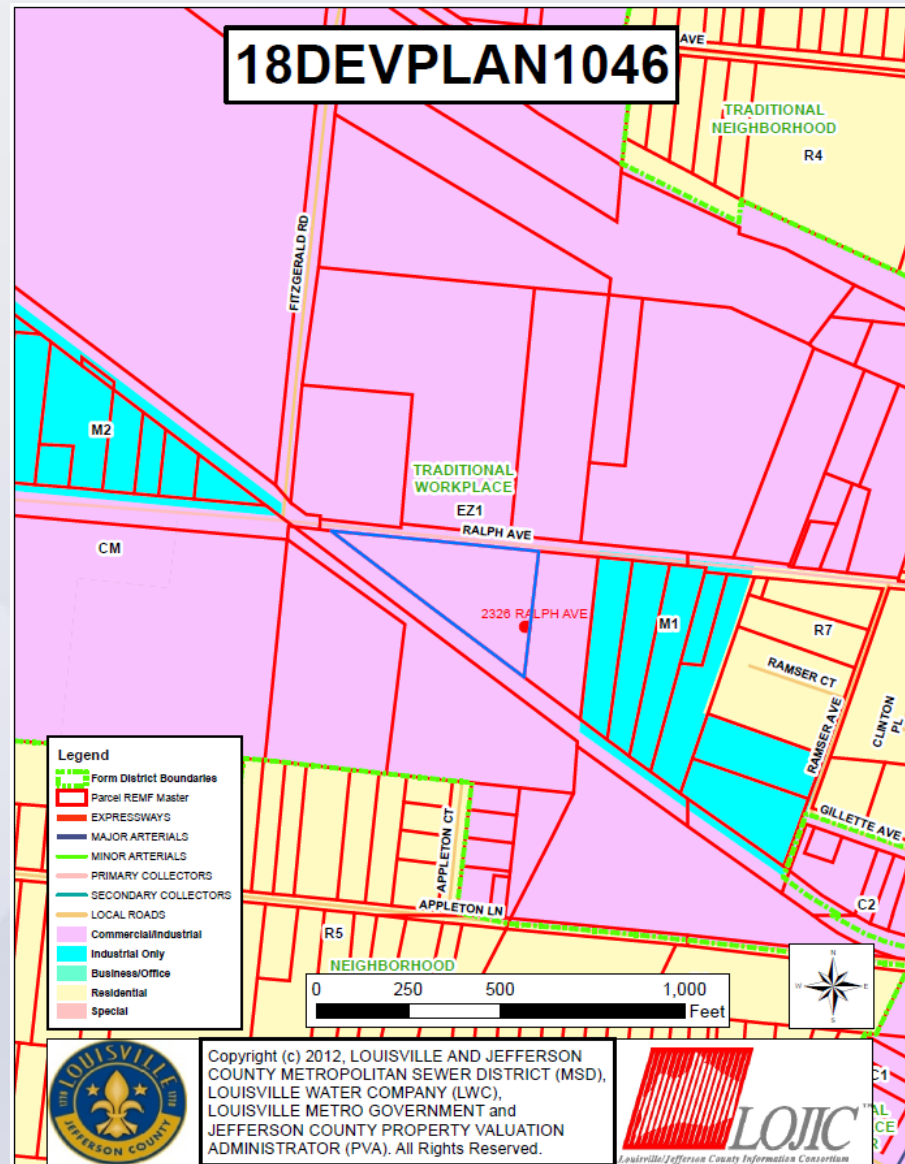 18DEVPLAN1046
AVE
TRADITIONAL
NEIGHBORHOOD
R4
FITZGERALD RD
M2
TRADITIONAL
WORKPLACE
EZ1
RALPH AVE
CM
2326 RALPH AVE
M1
R7
RAMSER CT
RAMSER AVE
CLINTON
PL
GILLETTE AVE
C2
APPLETON CT
APPLETON LN
R5
NEIGHBORHOOD
Legend
Form District Boundaries
Parcel REMF Master
EXPRESSWAYS
MAJOR ARTERIALS
MINOR ARTERIALS
PRIMARY COLLECTORS
SECONDARY COLLECTORS
LOCAL ROADS
Commercial/Industrial
Industrial Only
Business/Office
Residential
Special
0 250 500 1,000
Feet
N
W E
S
C1
AL
CE
R
LOUISVILLE
1778 1778
JEFFERSON COUNTY
Copyright (c) 2012, LOUISVILLE AND JEFFERSON
COUNTY METROPOLITAN SEWER DISTRICT (MSD),
LOUISVILLE WATER COMPANY (LWC),
LOUISVILLE METRO GOVERNMENT and
JEFFERSON COUNTY PROPERTY VALUATION
ADMINISTRATOR (PVA). All Rights Reserved.
LOJIC™
Louisville/Jefferson County Information Consortium